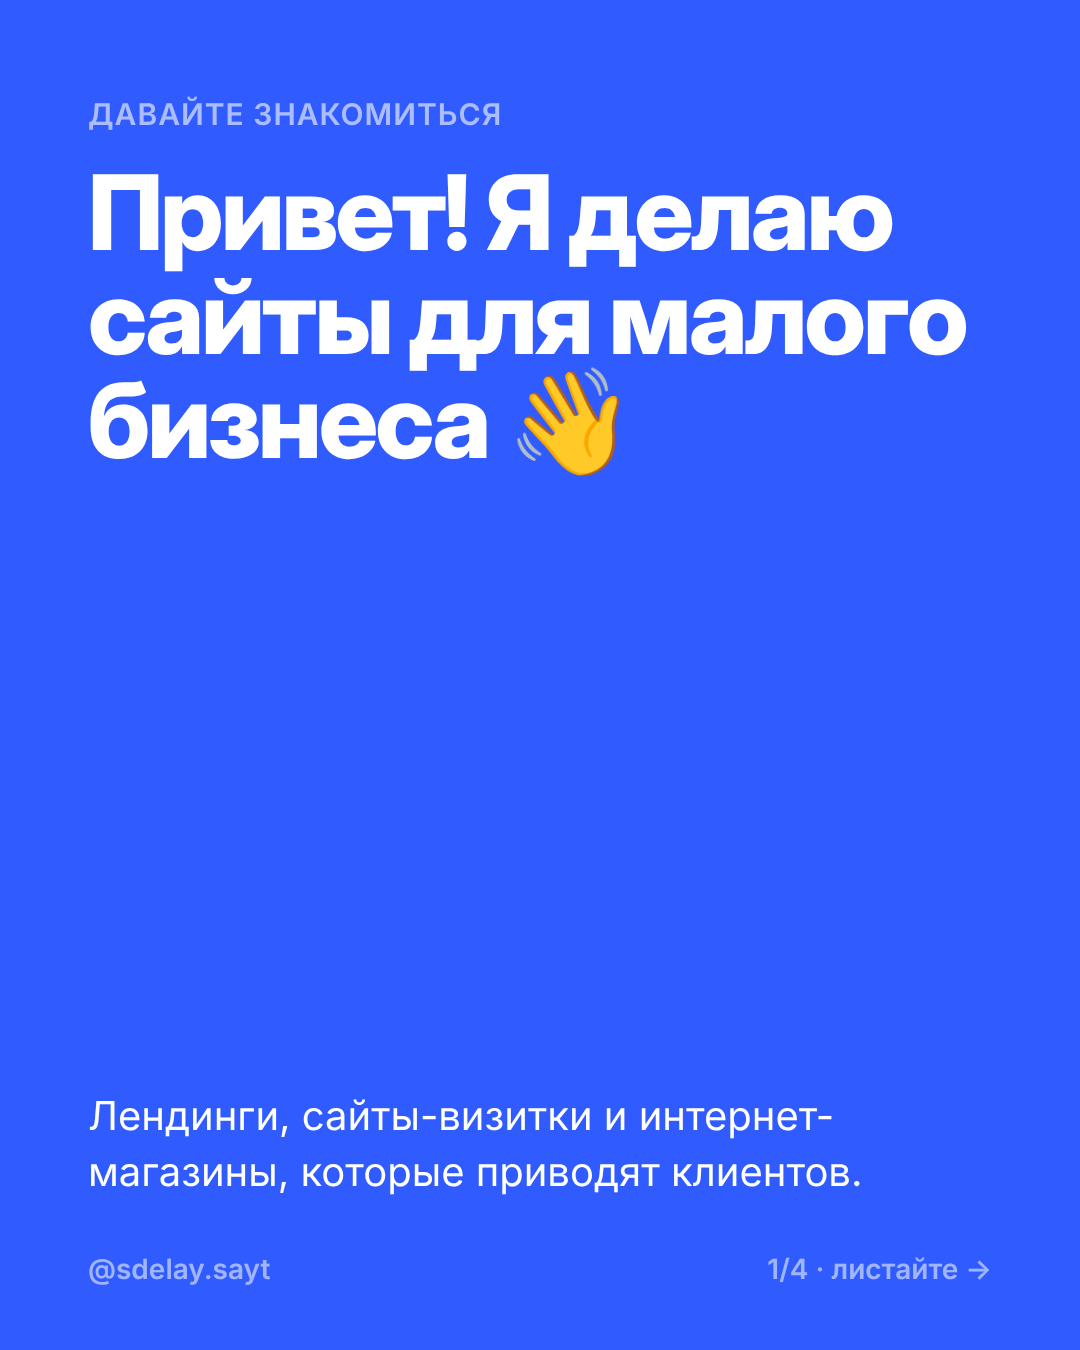 ДАВАЙТЕ ЗНАКОМИТЬСЯ
Привет! Я делаю
сайты для малого
бизнеса 👋
Лендинги, сайты-визитки и интернет-
магазины, которые приводят клиентов.
@sdelay.sayt
1/4 · листайте →